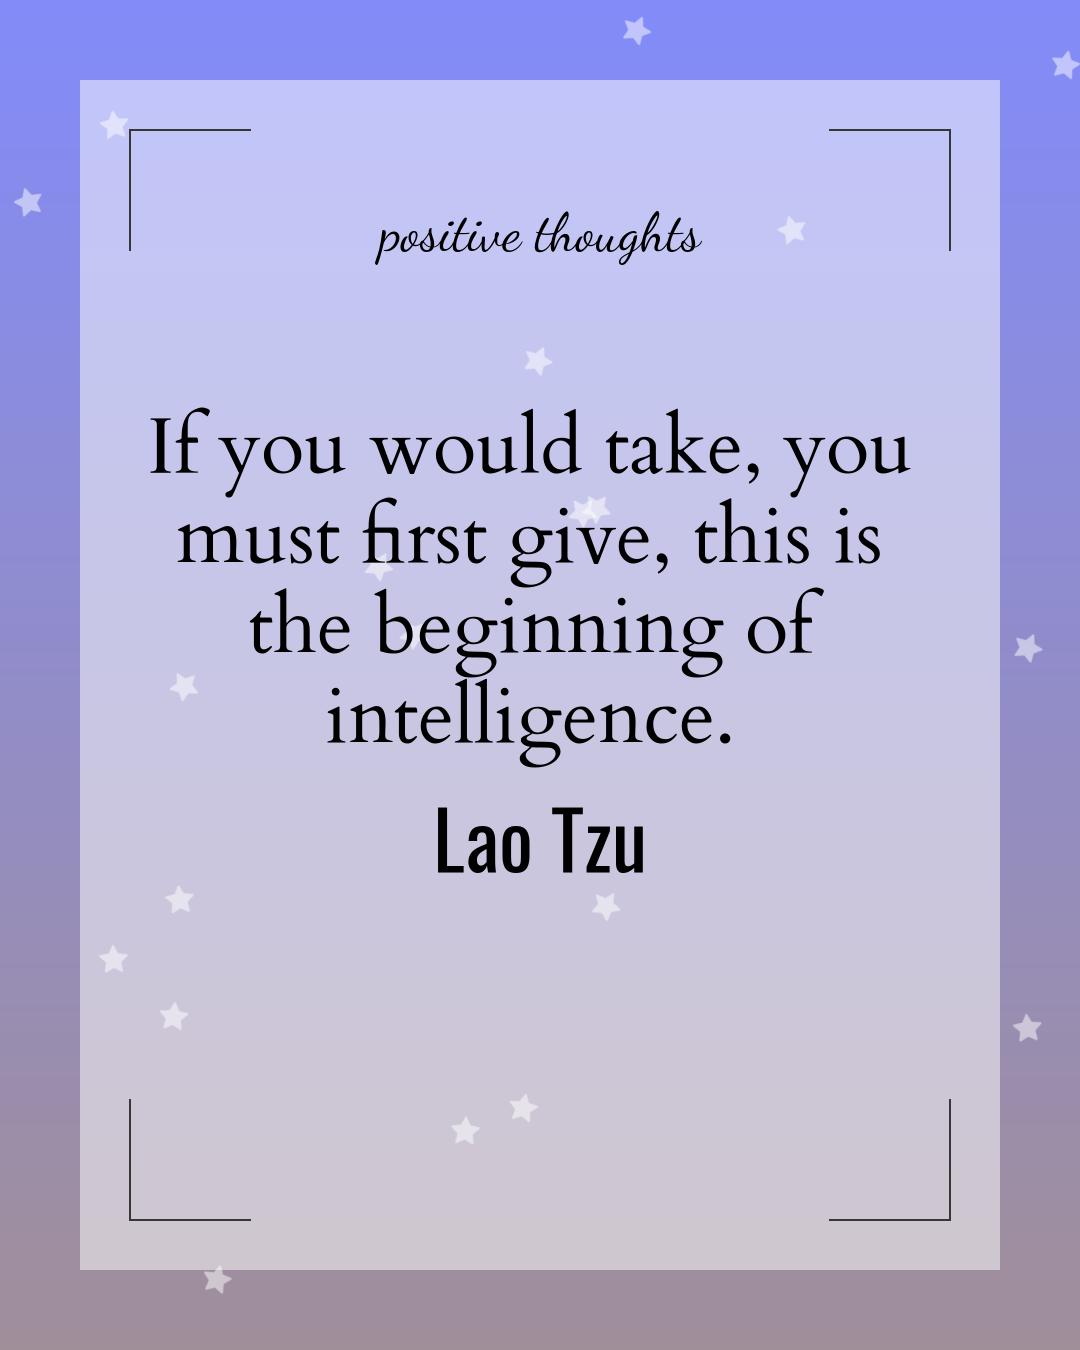 positive thoughts
If you would take, you
must first give, this is
the beginning of
intelligence.
Lao Tzu